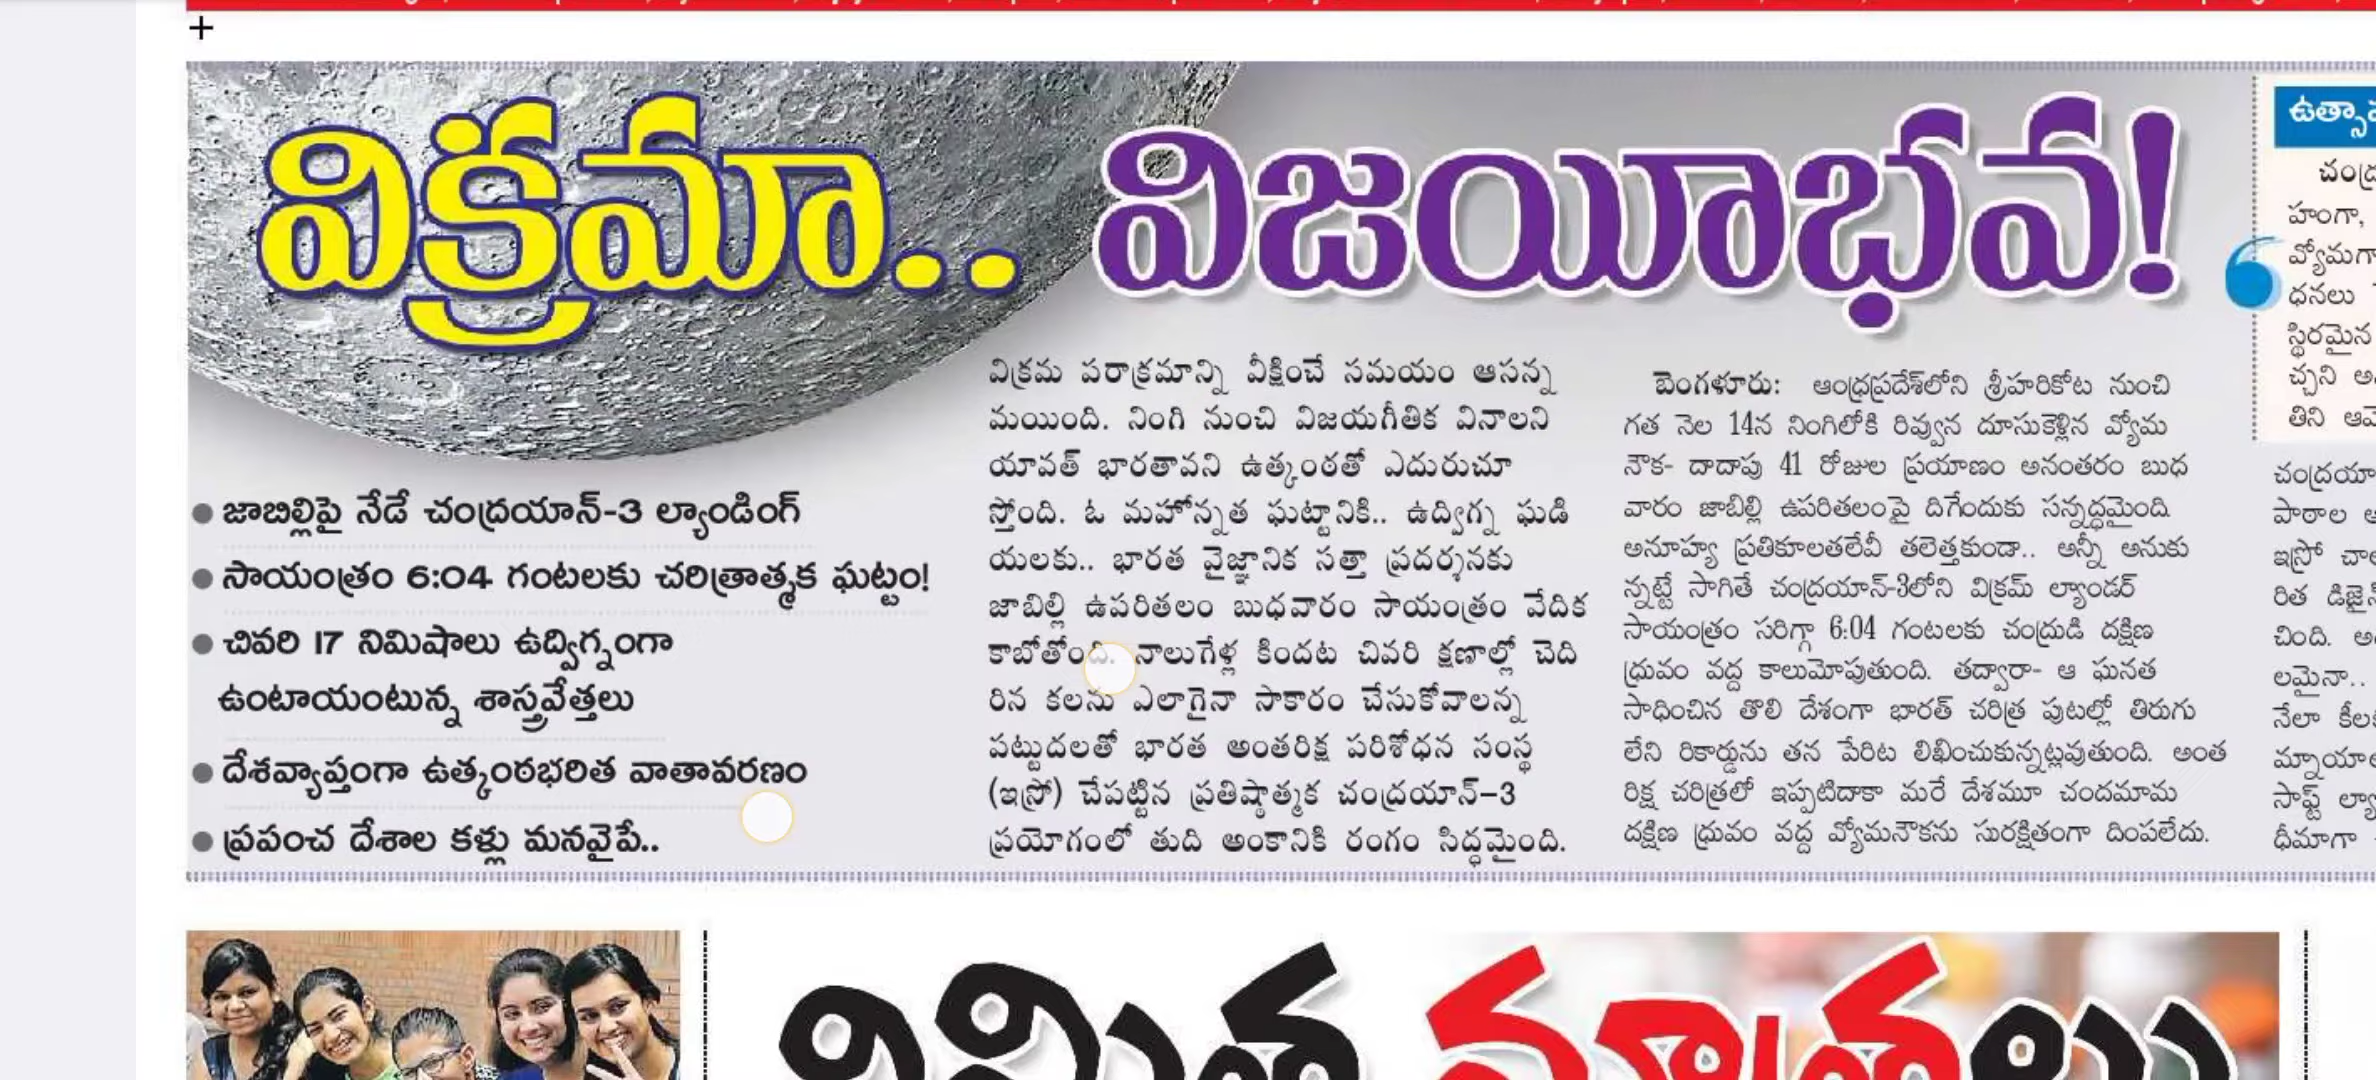 విక్రమా.. విజయీభవ!
● జాబిల్లిపై నేడే చంద్రయాన్-3 ల్యాండింగ్
● సాయంత్రం 6:04 గంటలకు చరిత్రాత్మక ఘట్టం!
● చివరి 17 నిమిషాలు ఉద్విగ్నంగా
ఉంటాయంటున్న శాస్త్రవేత్తలు
● దేశవ్యాప్తంగా ఉత్కంఠభరిత వాతావరణం
● ప్రపంచ దేశాల కళ్లు మనవైపే..
విక్రమ పరాక్రమాన్ని వీక్షించే సమయం ఆసన్న
మయింది. నింగి నుంచి విజయగీతిక వినాలని
యావత్ భారతావని ఉత్కంఠతో ఎదురుచూ
స్తోంది. ఓ మహోన్నత ఘట్టానికి.. ఉద్విగ్న ఘడి
యలకు.. భారత వైజ్ఞానిక సత్తా ప్రదర్శనకు
జాబిల్లి ఉపరితలం బుధవారం సాయంత్రం వేదిక
కాబోతోంది. నాలుగేళ్ల కిందట చివరి క్షణాల్లో చెది
రిన కలను ఎలాగైనా సాకారం చేసుకోవాలన్న
పట్టుదలతో భారత అంతరిక్ష పరిశోధన సంస్థ
(ఇస్రో) చేపట్టిన ప్రతిష్ఠాత్మక చంద్రయాన్-3
ప్రయోగంలో తుది అంకానికి రంగం సిద్ధమైంది.
బెంగళూరు: ఆంధ్రప్రదేశ్‌లోని శ్రీహరికోట నుంచి
గత నెల 14న నింగిలోకి రివ్వున దూసుకెళ్లిన వ్యోమ
నౌక- దాదాపు 41 రోజుల ప్రయాణం అనంతరం బుధ
వారం జాబిల్లి ఉపరితలంపై దిగేందుకు సన్నద్ధమైంది
అనూహ్య ప్రతికూలతలేవీ తలెత్తకుండా.. అన్నీ అనుకు
న్నట్టే సాగితే చంద్రయాన్-3లోని విక్రమ్ ల్యాండర్
సాయంత్రం సరిగ్గా 6:04 గంటలకు చంద్రుడి దక్షిణ
ధ్రువం వద్ద కాలుమోపుతుంది. తద్వారా- ఆ ఘనత
సాధించిన తొలి దేశంగా భారత్ చరిత్ర పుటల్లో తిరుగు
లేని రికార్డును తన పేరిట లిఖించుకున్నట్లవుతుంది. అంత
రిక్ష చరిత్రలో ఇప్పటిదాకా మరే దేశమూ చందమామ
దక్షిణ ధ్రువం వద్ద వ్యోమనౌకను సురక్షితంగా దింపలేదు.
హంగా,
ధనలు
స్థిరమైన
చ్చని
తిని
పాఠాల
ఇస్రో
రిత
చింది.
లమైనా..
నేలా
సాఫ్ట్
ధీమాగా